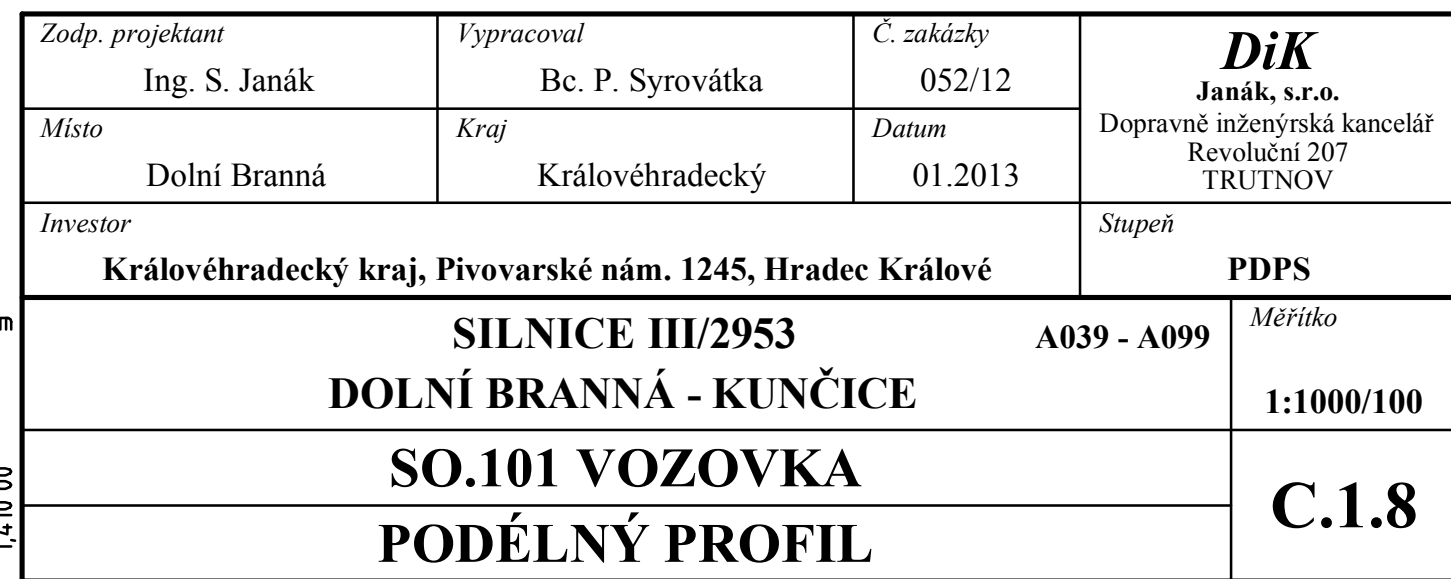 Zodp. projektant
Ing. S. Janák
Vypracoval
Bc. P. Syrovátka
Č. zakázky
052/12
DiK
Janák, s.r.o.
Dopravně inženýrská kancelář
Revoluční 207
TRUTNOV
Místo
Dolní Branná
Kraj
Královéhradecký
Datum
01.2013
Investor
Královéhradecký kraj, Pivovarské nám. 1245, Hradec Králové
Stupeň
PDPS
SILNICE III/2953
A039 - A099
DOLNÍ BRANNÁ - KUNČICE
Měřítko
1:1000/100
SO.101 VOZOVKA
PODÉLNÝ PROFIL
C.1.8